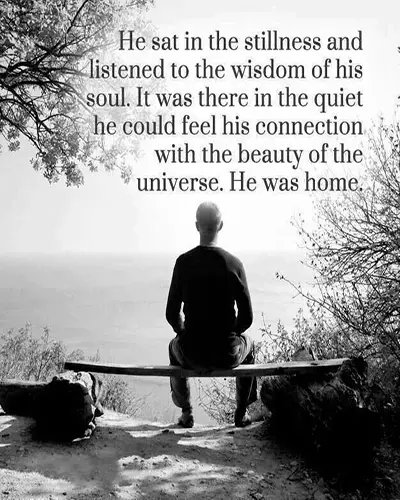 He sat in the stillness and
listened to the wisdom of his
soul. It was there in the quiet
he could feel his connection
with the beauty of the
universe. He was home.